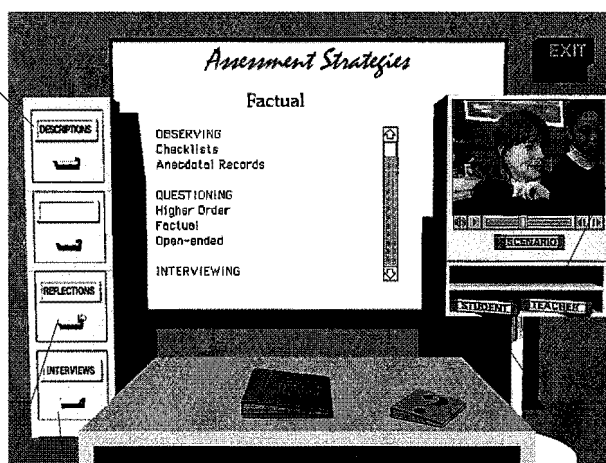 Assessment Strategies
EXIT
Factual
DESCRIPTIONS
OBSERVING
Checklists
Anecdotal Records
QUESTIONING
Higher Order
Factual
Open-ended
INTERVIEWING
SCENARIO
REFLECTIONS
STUDENT
TEACHER
INTERVIEWS